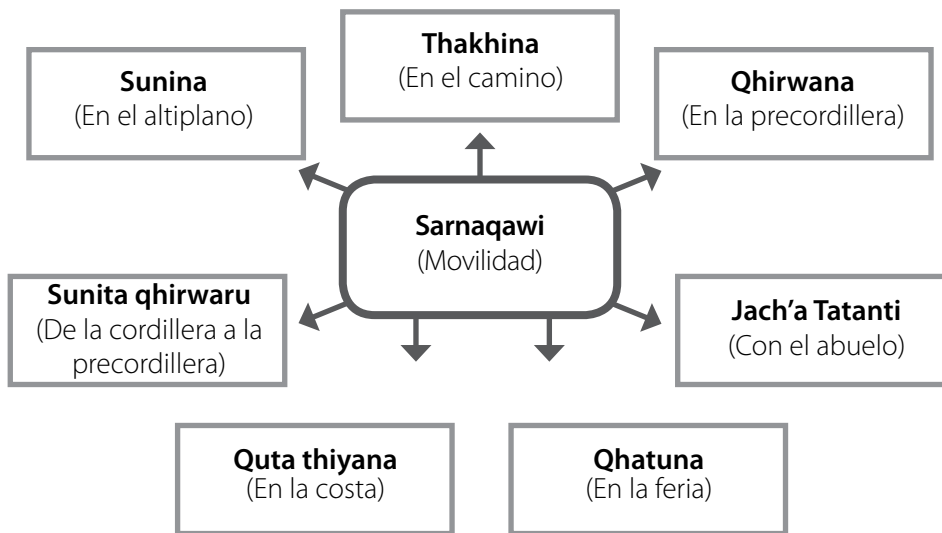 Thakhina
(En el camino)
Sunina
(En el altiplano)
Qhirwana
(En la precordillera)
Sarnaqawi
(Movilidad)
Sunita qhirwaru
(De la cordillera a la
precordillera)
Jach'a Tatanti
(Con el abuelo)
Quta thiyana
(En la costa)
Qhatuna
(En la feria)